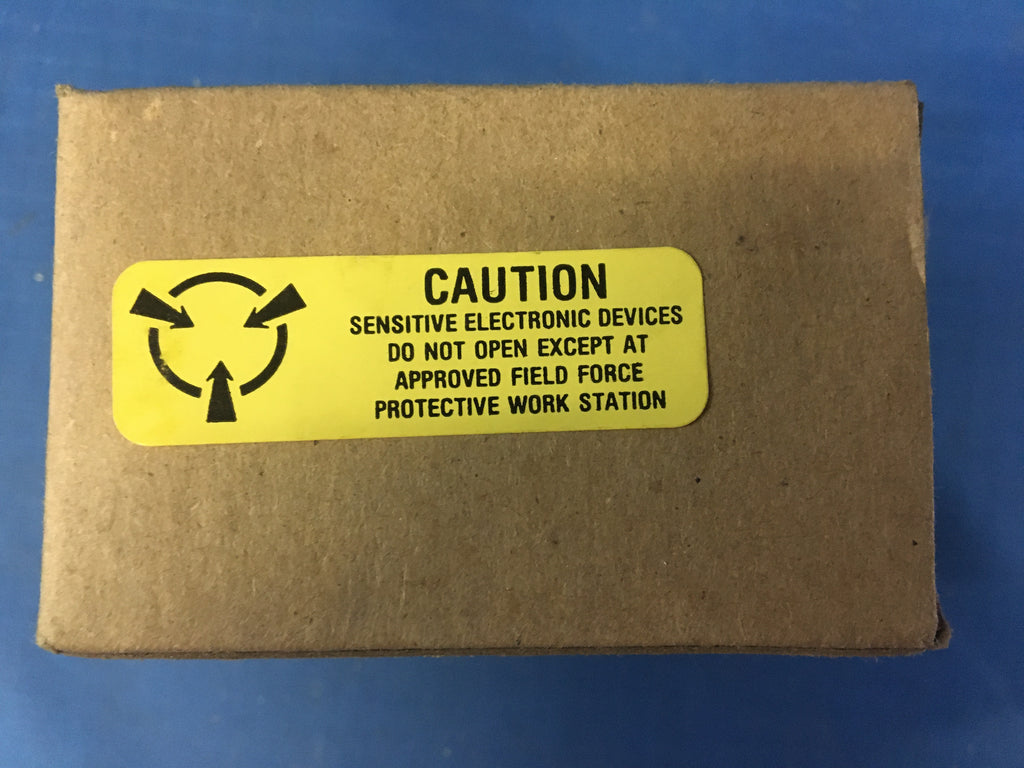 CAUTION
SENSITIVE ELECTRONIC DEVICES
DO NOT OPEN EXCEPT AT
APPROVED FIELD FORCE
PROTECTIVE WORK STATION